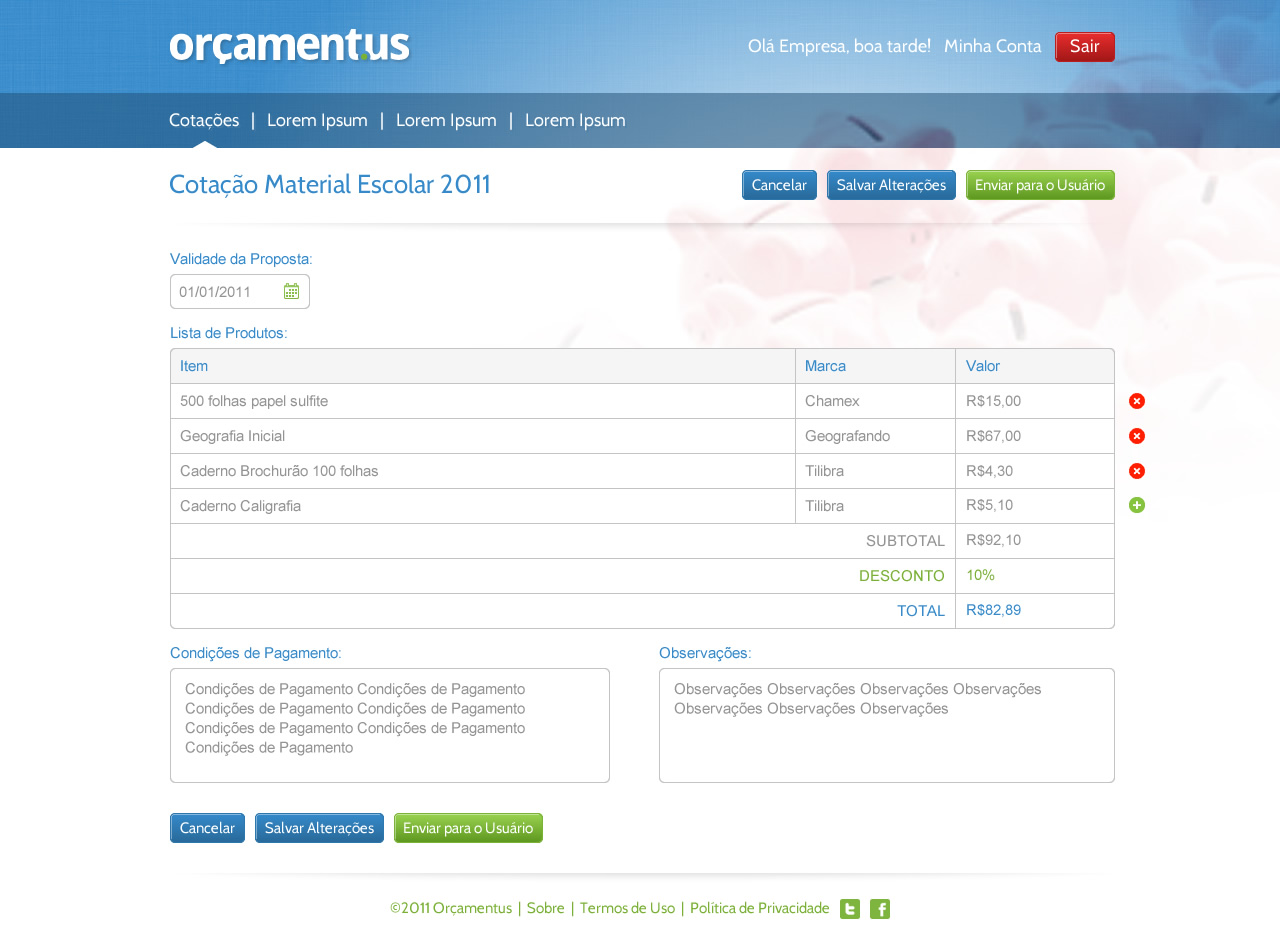 orçamentus
Olá Empresa, boa tarde! Minha Conta Sair
Cotações | Lorem Ipsum | Lorem Ipsum | Lorem Ipsum
Cotação Material Escolar 2011
Cancelar Salvar Alterações Enviar para o Usuário
Validade da Proposta:
01/01/2011
Lista de Produtos:
Item Marca Valor
500 folhas papel sulfite Chamex R$15,00
Geografia Inicial Geografando R$67,00
Caderno Brochurão 100 folhas Tilibra R$4,30
Caderno Caligrafia Tilibra R$5,10
SUBTOTAL R$92,10
DESCONTO 10%
TOTAL R$82,89
Condições de Pagamento:
Condições de Pagamento Condições de Pagamento
Condições de Pagamento Condições de Pagamento
Condições de Pagamento Condições de Pagamento
Condições de Pagamento
Observações:
Observações Observações Observações Observações
Observações Observações Observações
Cancelar Salvar Alterações Enviar para o Usuário
©2011 Orçamentus | Sobre | Termos de Uso | Política de Privacidade